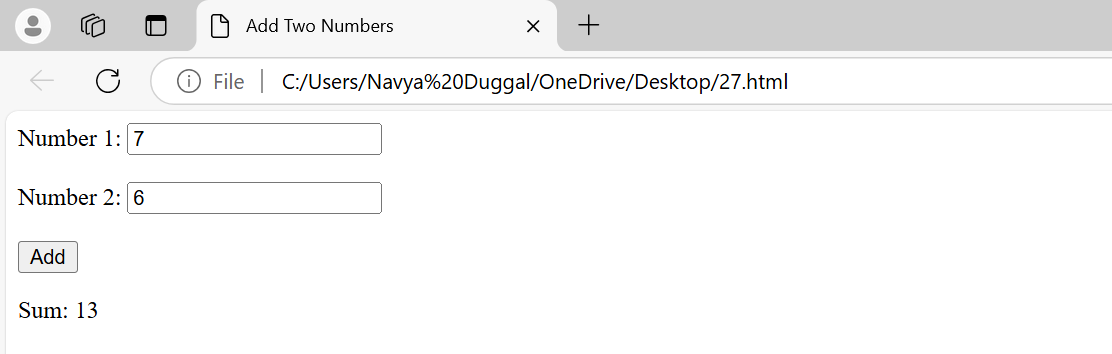 Add Two Numbers
File C:/Users/Navya%20Duggal/OneDrive/Desktop/27.html
Number 1: 7
Number 2: 6
Add
Sum: 13